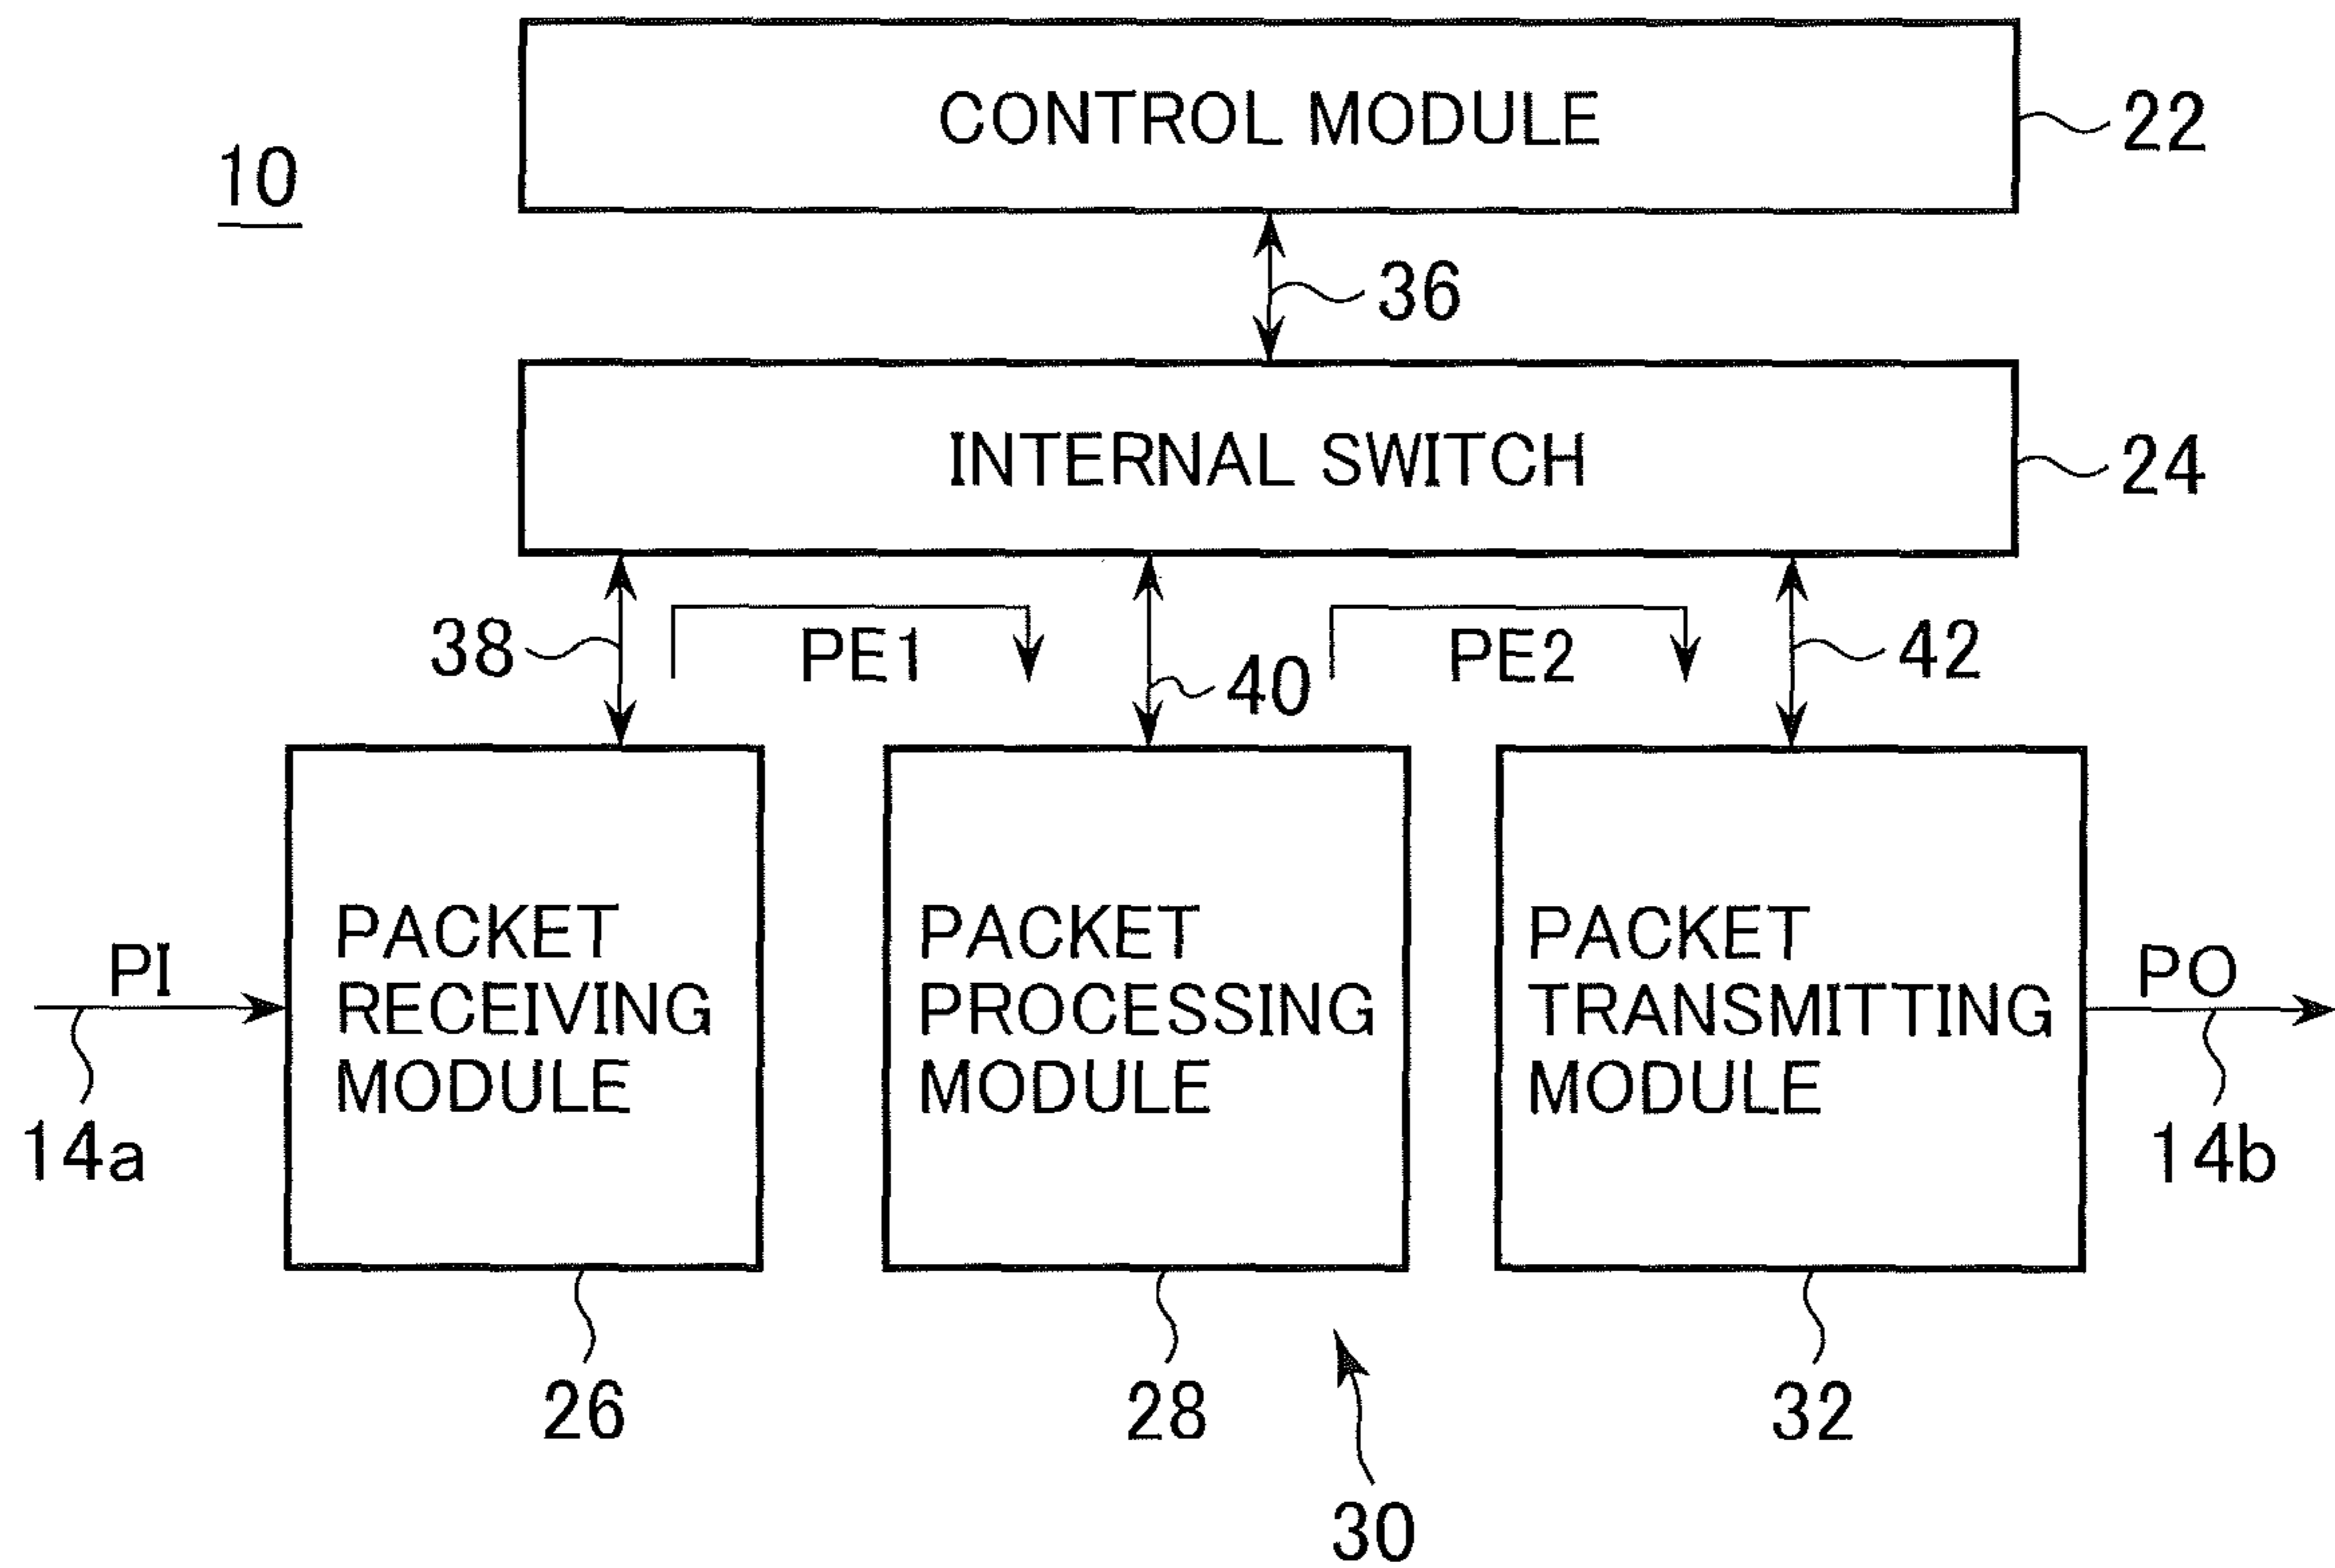 CONTROL MODULE
22
10
36
INTERNAL SWITCH
24
38
PE1
40
PE2
42
PACKET
RECEIVING
MODULE
PACKET
PROCESSING
MODULE
PACKET
TRANSMITTING
MODULE
PI
14a
PO
14b
26
28
32
30